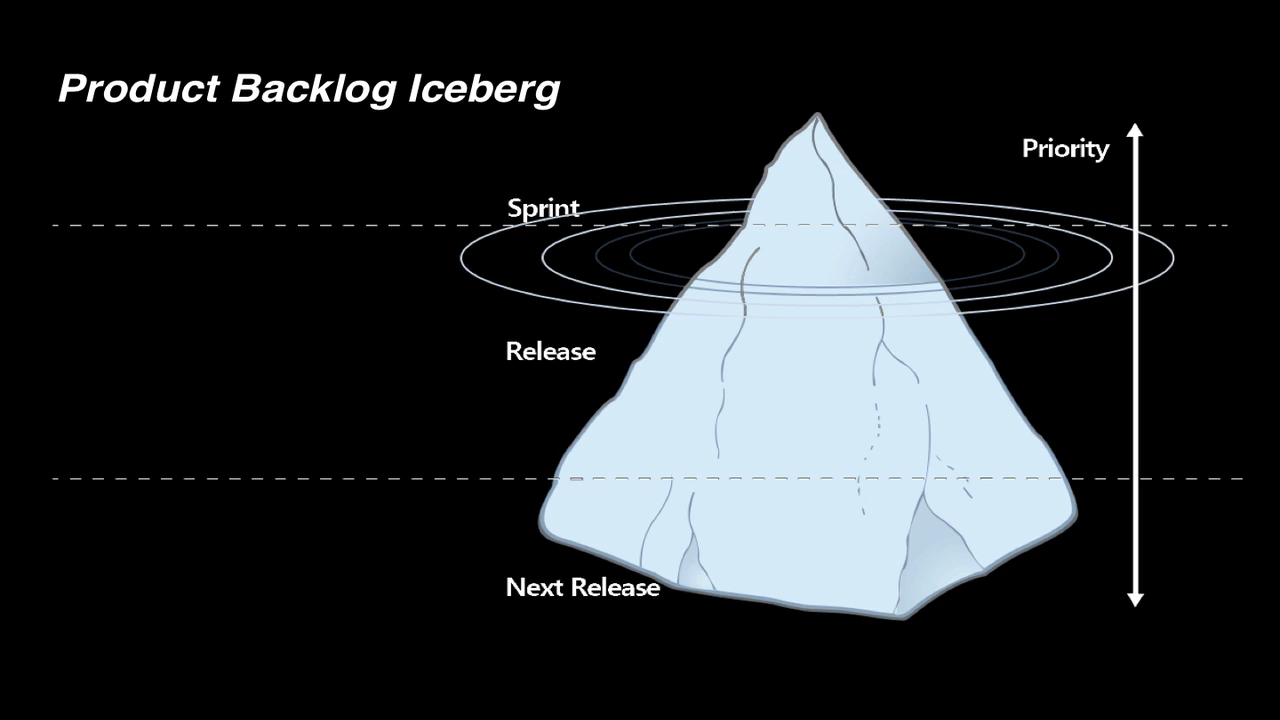 Product Backlog Iceberg
Priority
Sprint
Release
Next Release